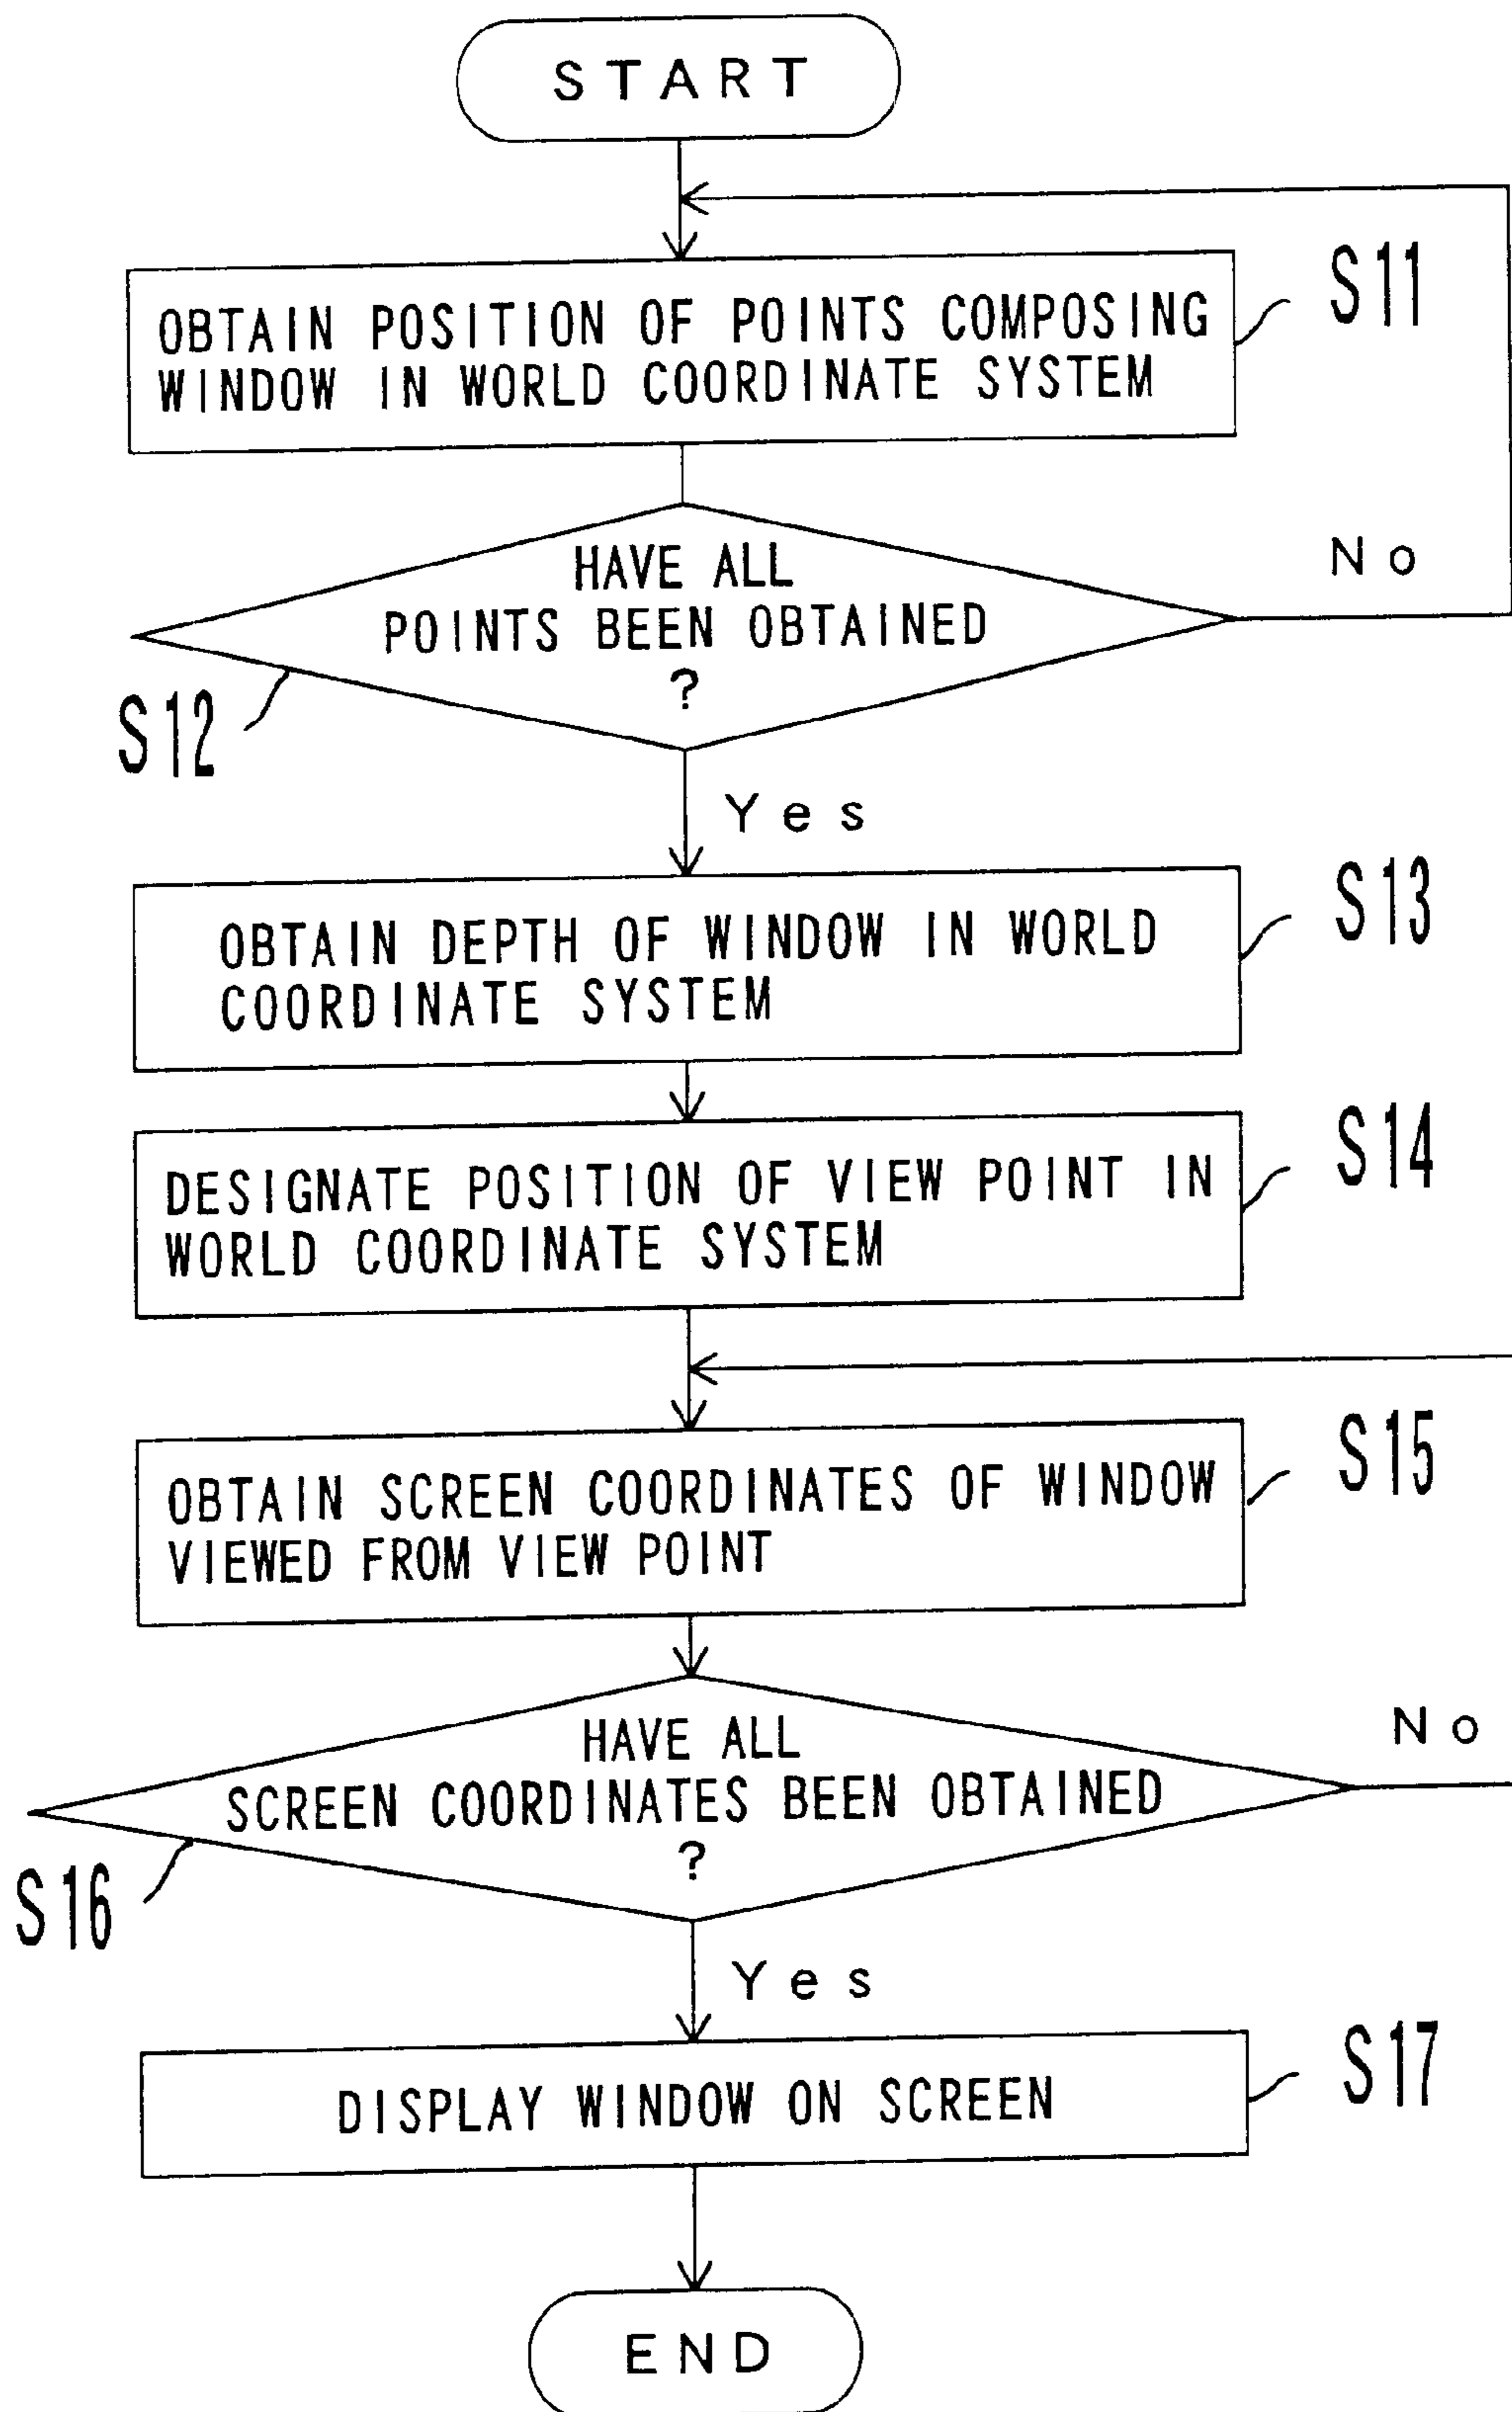 START
OBTAIN POSITION OF POINTS COMPOSING
WINDOW IN WORLD COORDINATE SYSTEM
S11
HAVE ALL
POINTS BEEN OBTAINED
?
No
S12
Yes
OBTAIN DEPTH OF WINDOW IN WORLD
COORDINATE SYSTEM
S13
DESIGNATE POSITION OF VIEW POINT IN
WORLD COORDINATE SYSTEM
S14
OBTAIN SCREEN COORDINATES OF WINDOW
VIEWED FROM VIEW POINT
S15
HAVE ALL
SCREEN COORDINATES BEEN OBTAINED
?
No
S16
Yes
DISPLAY WINDOW ON SCREEN
S17
END